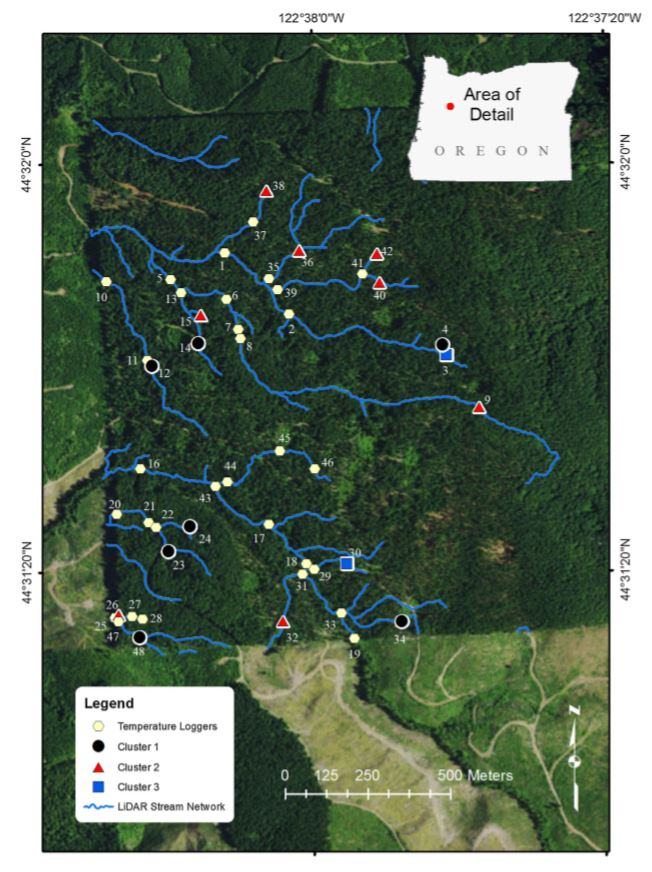 122°38'0"W
122°37'20"W
44°32'0"N
44°32'0"N
Area of
Detail
OREGON
38
37
1
36
42
41
35
39
40
5
13
6
10
15
7
8
2
14
4
3
11
12
9
45
46
16
44
43
20
21
22
24
17
23
18
30
29
31
44°31'20"N
44°31'20"N
26
27
25
28
47
48
32
33
34
19
Legend
Temperature Loggers
Cluster 1
Cluster 2
Cluster 3
LiDAR Stream Network
0 125 250 500 Meters
N